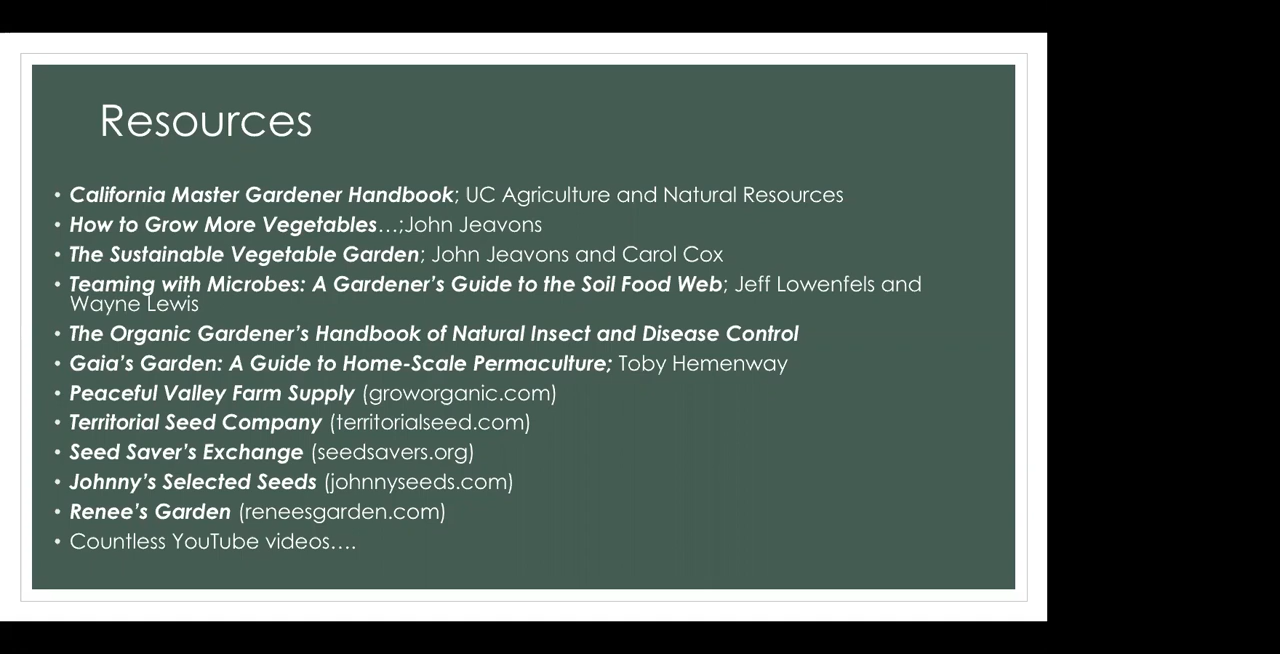 Resources
• California Master Gardener Handbook; UC Agriculture and Natural Resources
• How to Grow More Vegetables…;John Jeavons
• The Sustainable Vegetable Garden; John Jeavons and Carol Cox
• Teaming with Microbes: A Gardener’s Guide to the Soil Food Web; Jeff Lowenfels and
Wayne Lewis
• The Organic Gardener’s Handbook of Natural Insect and Disease Control
• Gaia’s Garden: A Guide to Home-Scale Permaculture; Toby Hemenway
• Peaceful Valley Farm Supply (groworganic.com)
• Territorial Seed Company (territorialseed.com)
• Seed Saver’s Exchange (seedsavers.org)
• Johnny’s Selected Seeds (johnnyseeds.com)
• Renee’s Garden (reneesgarden.com)
• Countless YouTube videos….